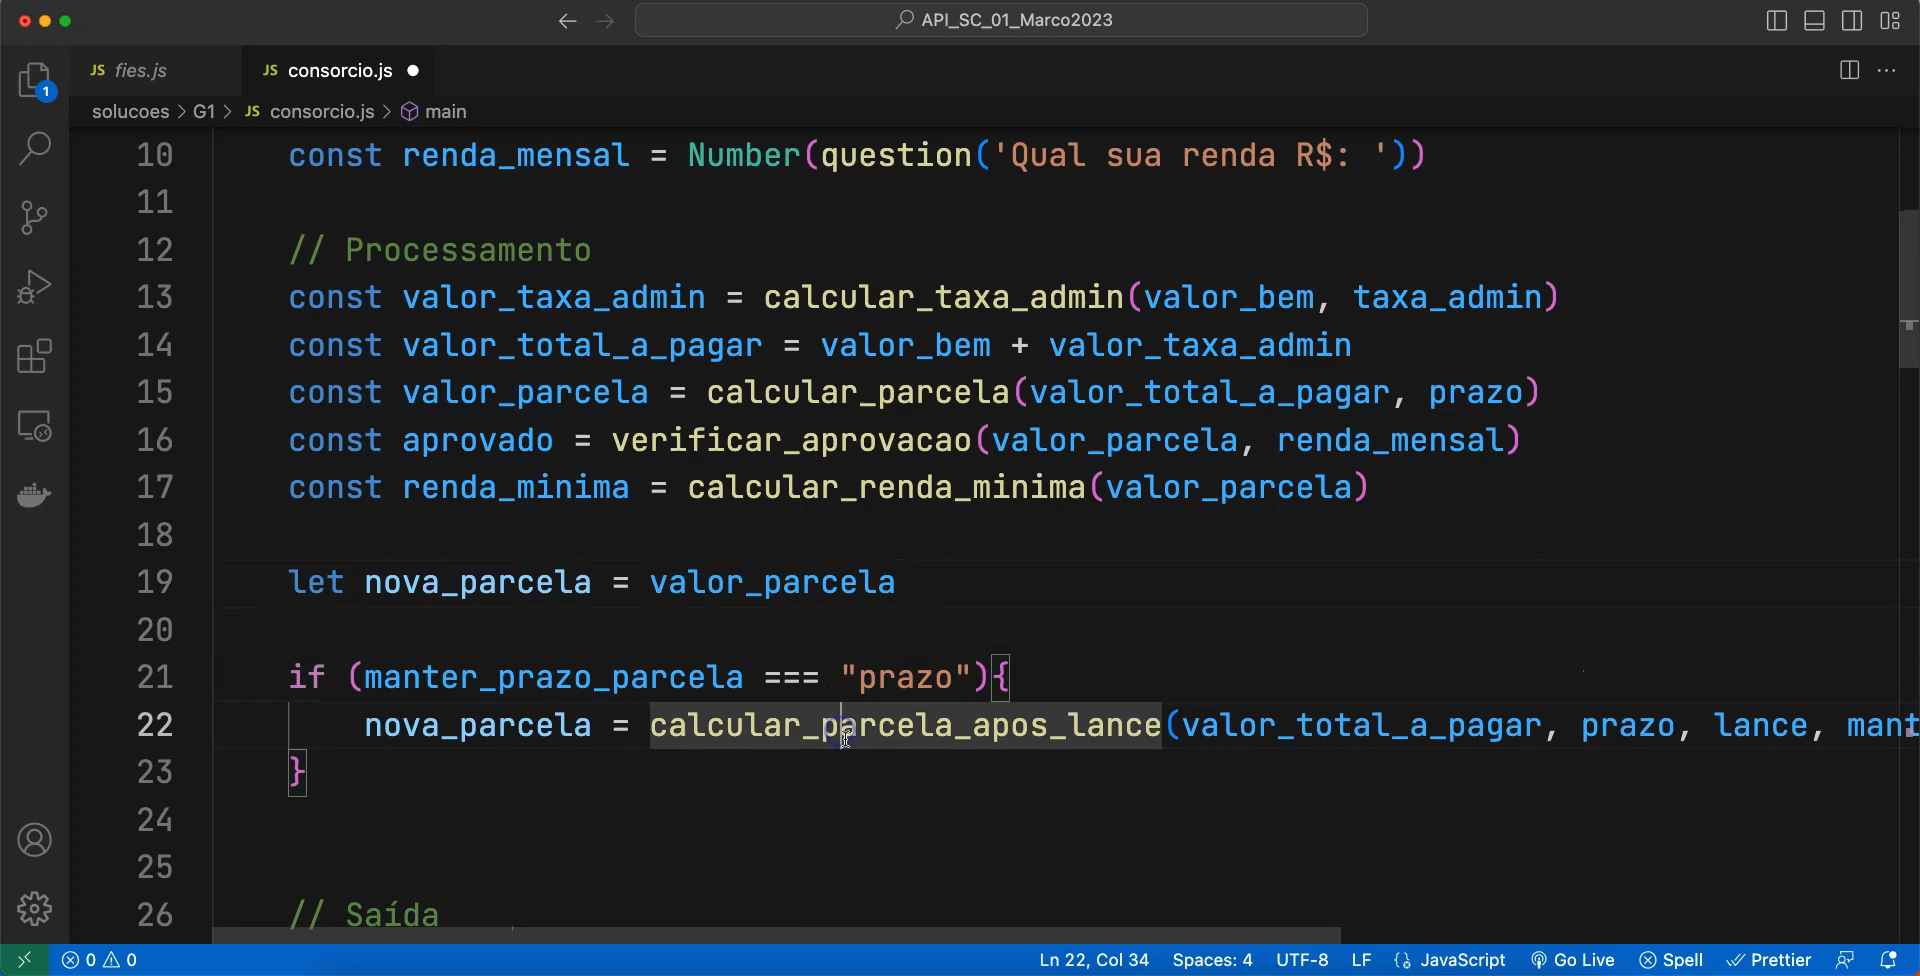 API_SC_01_Marco2023
JS fies.js
JS consorcio.js
solucoes > G1 > JS consorcio.js > main
1
10 const renda_mensal = Number(question('Qual sua renda R$: '))
11
12 // Processamento
13 const valor_taxa_admin = calcular_taxa_admin(valor_bem, taxa_admin)
14 const valor_total_a_pagar = valor_bem + valor_taxa_admin
15 const valor_parcela = calcular_parcela(valor_total_a_pagar, prazo)
16 const aprovado = verificar_aprovacao(valor_parcela, renda_mensal)
17 const renda_minima = calcular_renda_minima(valor_parcela)
18
19 let nova_parcela = valor_parcela
20
21 if (manter_prazo_parcela === "prazo"){
22 nova_parcela = calcular_parcela_apos_lance(valor_total_a_pagar, prazo, lance, mant
23 }
24
25
26 // Saída
0 0 Ln 22, Col 34 Spaces: 4 UTF-8 LF JavaScript Go Live Spell Prettier